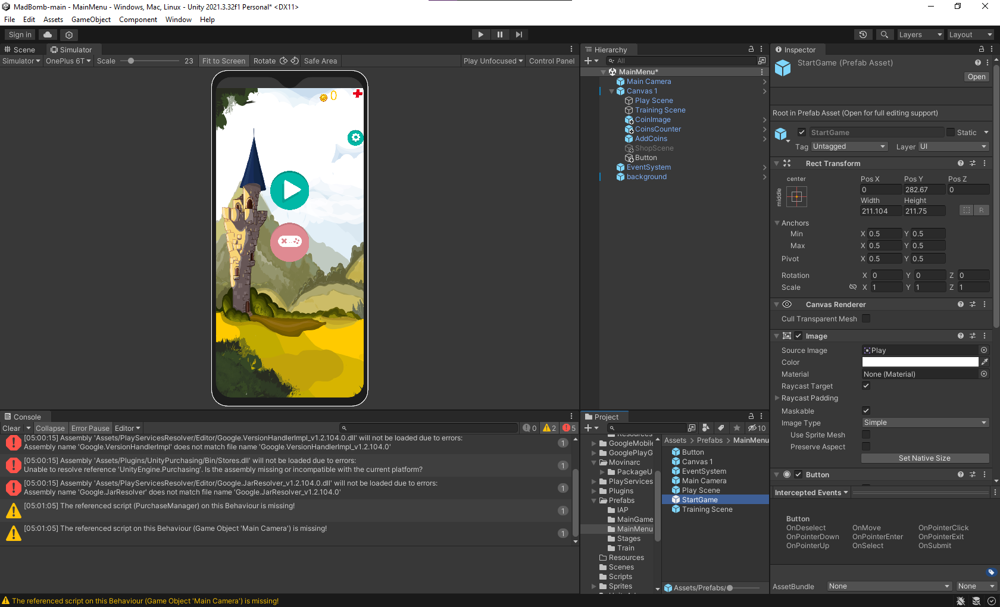 MadBomb-main - MainMenu - Windows, Mac, Linux - Unity 2021.3.32f1 Personal* <DX11>
File Edit Assets GameObject Component Window Help
Sign in
Layers
Layout
Scene
Simulator
Simulator
OnePlus 6T
Scale
23
Fit to Screen
Rotate
Safe Area
Play Unfocused
Control Panel
0
Hierarchy
All
MainMenu*
Main Camera
Canvas 1
Play Scene
Training Scene
CoinImage
CoinsCounter
AddCoins
ShopScene
Button
EventSystem
background
Console
Clear
Collapse
Error Pause
Editor
0
2
5
[05:00:15] Assembly 'Assets/PlayServicesResolver/Editor/Google.VersionHandlerImpl_v1.2.104.0.dll' will not be loaded due to errors:
Assembly name 'Google.VersionHandlerImpl' does not match file name 'Google.VersionHandlerImpl_v1.2.104.0'
1
[05:00:15] Assembly 'Assets/Plugins/UnityPurchasing/Bin/Stores.dll' will not be loaded due to errors:
Unable to resolve reference 'UnityEngine.Purchasing'. Is the assembly missing or incompatible with the current platform?
1
[05:00:15] Assembly 'Assets/PlayServicesResolver/Editor/Google.JarResolver_v1.2.104.0.dll' will not be loaded due to errors:
Assembly name 'Google.JarResolver' does not match file name 'Google.JarResolver_v1.2.104.0'
1
[05:01:05] The referenced script (PurchaseManager) on this Behaviour is missing!
1
[05:01:05] The referenced script on this Behaviour (Game Object 'Main Camera') is missing!
1
Project
10
GoogleMobile
GooglePlayG
Movinarc
PackageU
PlayServices
Plugins
Prefabs
IAP
MainGame
MainMenu
Stages
Train
Resources
Scenes
Scripts
Sprites
Assets > Prefabs > MainMenu
Button
Canvas 1
EventSystem
Main Camera
Play Scene
StartGame
Training Scene
Assets/Prefabs/
Inspector
StartGame (Prefab Asset)
Open
Root in Prefab Asset (Open for full editing support)
StartGame
Static
Tag Untagged
Layer UI
Rect Transform
center
middle
Pos X Pos Y Pos Z
0 282.67 0
Width Height
211.104 211.75
R
Anchors
Min X 0.5 Y 0.5
Max X 0.5 Y 0.5
Pivot X 0.5 Y 0.5
Rotation X 0 Y 0 Z 0
Scale X 1 Y 1 Z 1
Canvas Renderer
Cull Transparent Mesh
Image
Source Image Play
Color
Material None (Material)
Raycast Target
Raycast Padding
Maskable
Image Type Simple
Use Sprite Mesh
Preserve Aspect
Set Native Size
Button
Intercepted Events
Button
OnDeselect OnMove OnPointerClick
OnPointerDown OnPointerEnter OnPointerExit
OnPointerUp OnSelect OnSubmit
AssetBundle None None
The referenced script on this Behaviour (Game Object 'Main Camera') is missing!